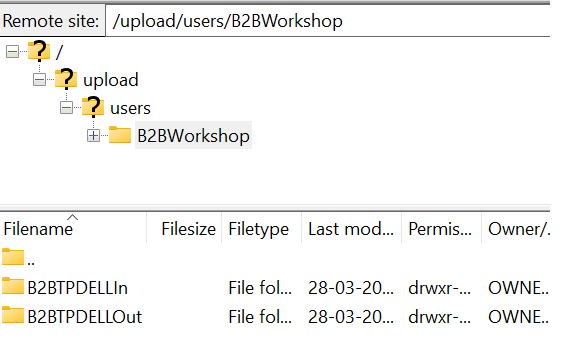 Remote site: /upload/users/B2BWorkshop
? /
? upload
? users
B2BWorkshop
Filename Filesize Filetype Last mod... Permis... Owner/.
..
B2BTPDELLIn File fol... 28-03-20... drwxr-... OWNE...
B2BTPDELLOut File fol... 28-03-20... drwxr-... OWNE...